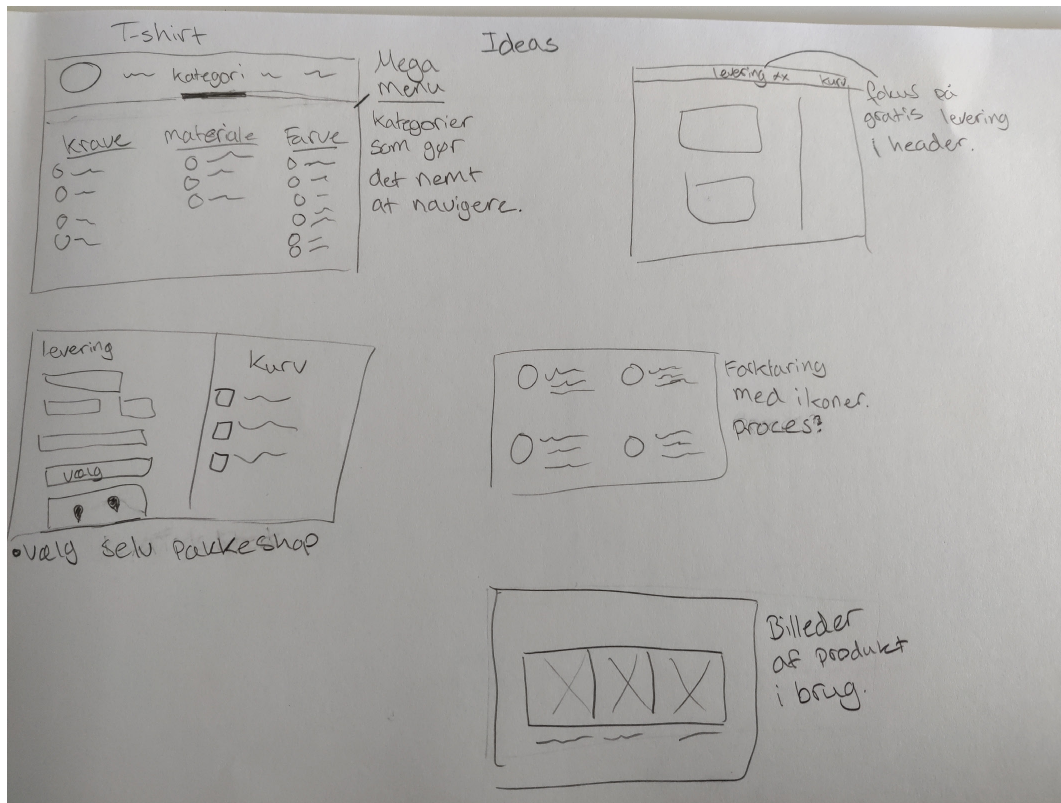 T-shirt
Ideas
kategori
Krave materiale Farve
Mega
menu
Kategorier
som gør
det nemt
at navigere.
levering xx kurv
fokus på
gratis levering
i header.
levering
Kurv
vælg
•vælg selv pakkeshop
Forklaring
med ikoner.
proces?
Billeder
af produkt
i brug.